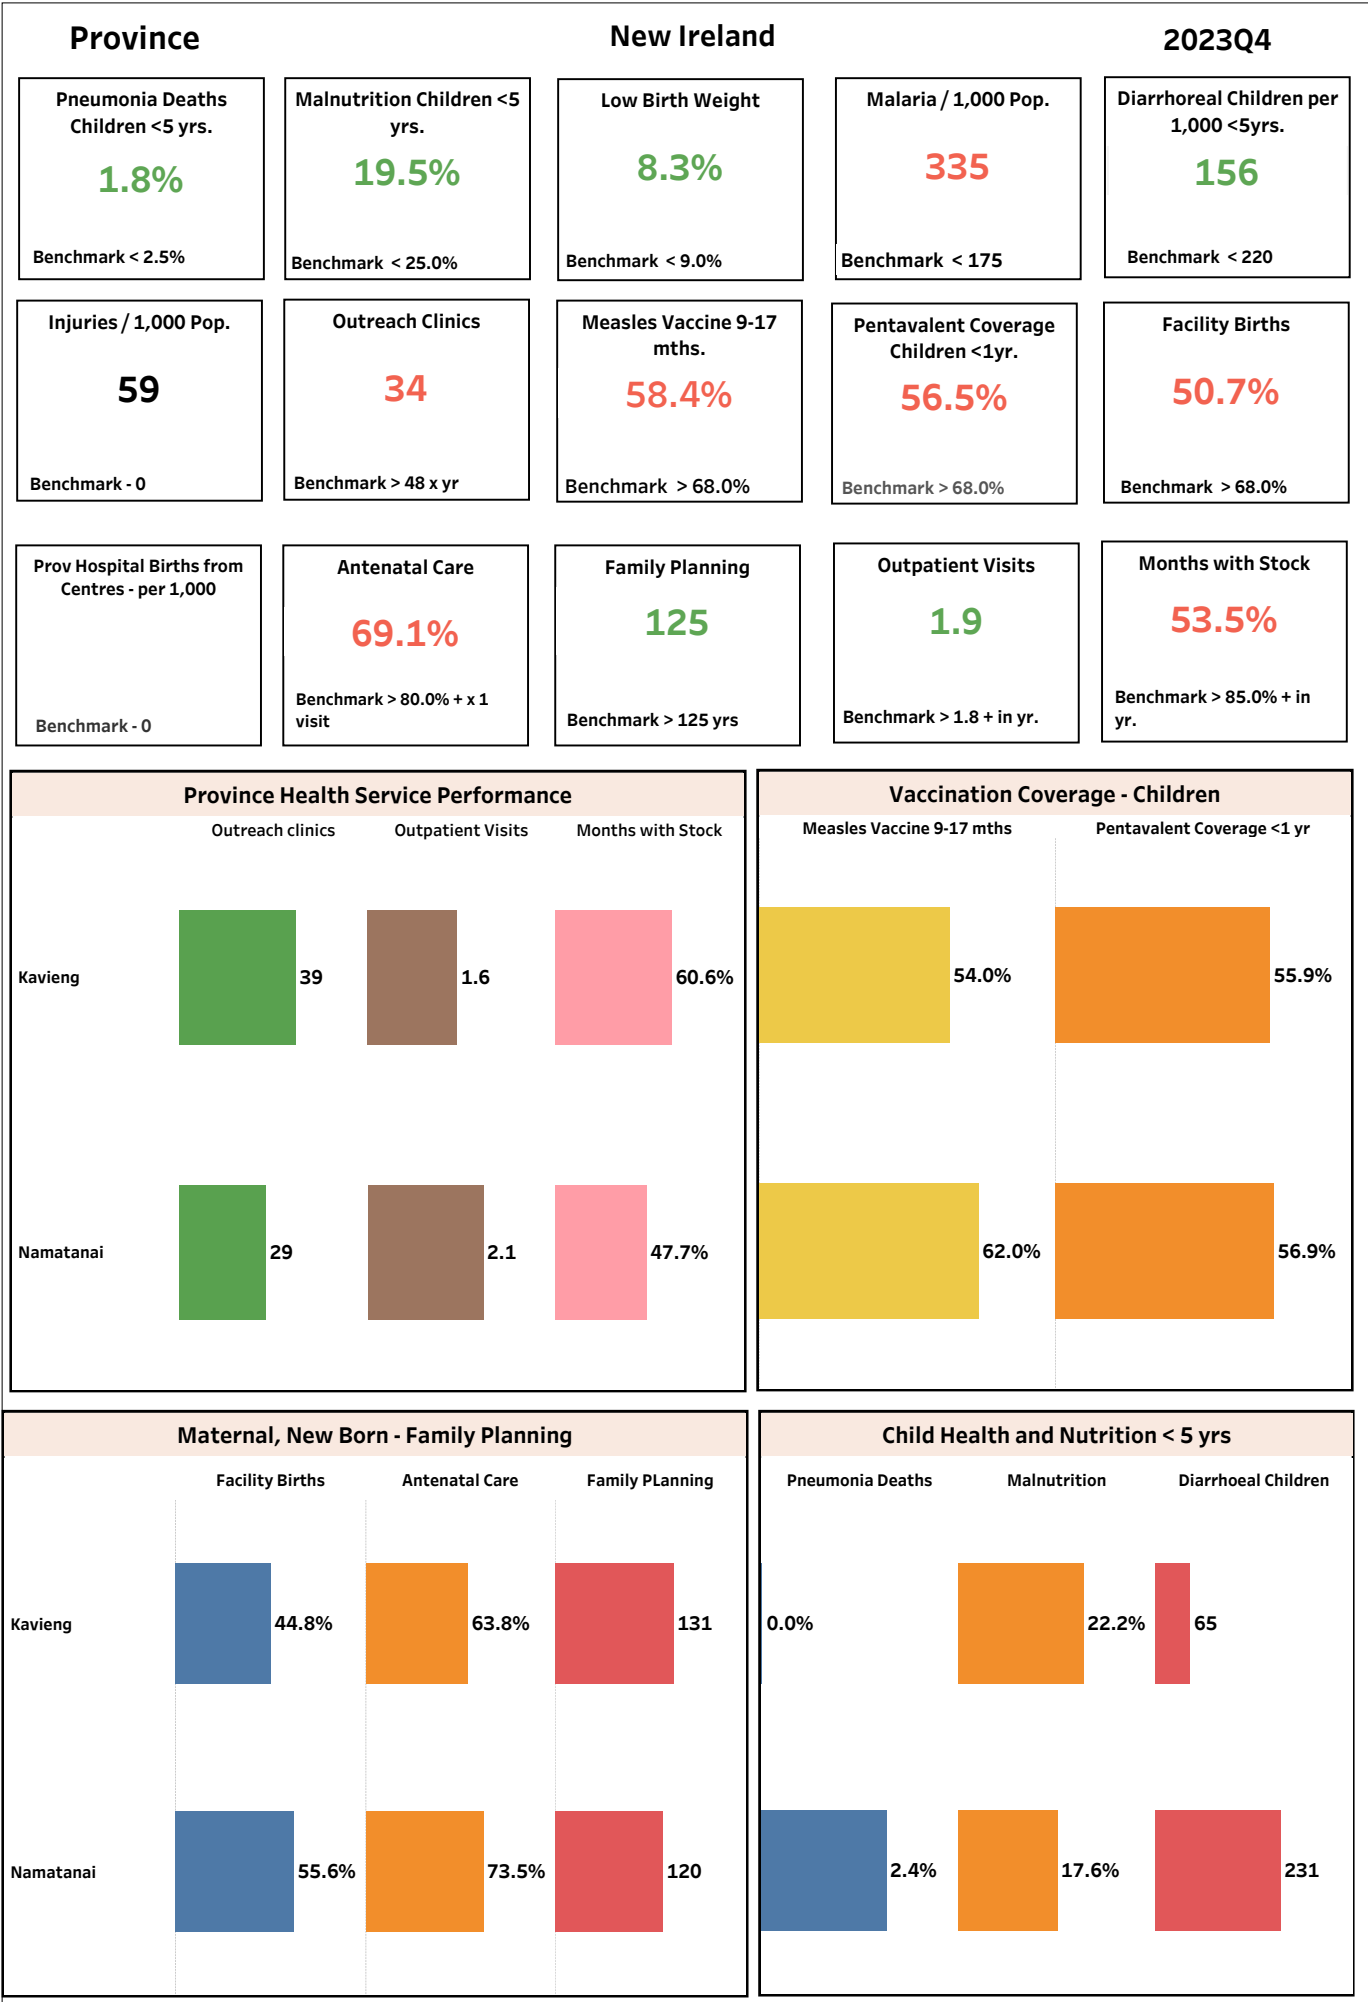 Province
New Ireland
2023Q4
Pneumonia Deaths
Children <5 yrs.
1.8%
Benchmark < 2.5%
Malnutrition Children <5
yrs.
19.5%
Benchmark < 25.0%
Low Birth Weight
8.3%
Benchmark < 9.0%
Malaria / 1,000 Pop.
335
Benchmark < 175
Diarrhoreal Children per
1,000 <5yrs.
156
Benchmark < 220
Injuries / 1,000 Pop.
59
Benchmark - 0
Outreach Clinics
34
Benchmark > 48 x yr
Measles Vaccine 9-17
mths.
58.4%
Benchmark > 68.0%
Pentavalent Coverage
Children <1yr.
56.5%
Benchmark > 68.0%
Facility Births
50.7%
Benchmark > 68.0%
Prov Hospital Births from
Centres - per 1,000
Benchmark - 0
Antenatal Care
69.1%
Benchmark > 80.0% + x 1
visit
Family Planning
125
Benchmark > 125 yrs
Outpatient Visits
1.9
Benchmark > 1.8 + in yr.
Months with Stock
53.5%
Benchmark > 85.0% + in
yr.
Province Health Service Performance
Outreach clinics Outpatient Visits Months with Stock
Kavieng 39 1.6 60.6%
Namatanai 29 2.1 47.7%
Vaccination Coverage - Children
Measles Vaccine 9-17 mths Pentavalent Coverage <1 yr
54.0% 55.9%
62.0% 56.9%
Maternal, New Born - Family Planning
Facility Births Antenatal Care Family PLanning
Kavieng 44.8% 63.8% 131
Namatanai 55.6% 73.5% 120
Child Health and Nutrition < 5 yrs
Pneumonia Deaths Malnutrition Diarrhoeal Children
0.0% 22.2% 65
2.4% 17.6% 231